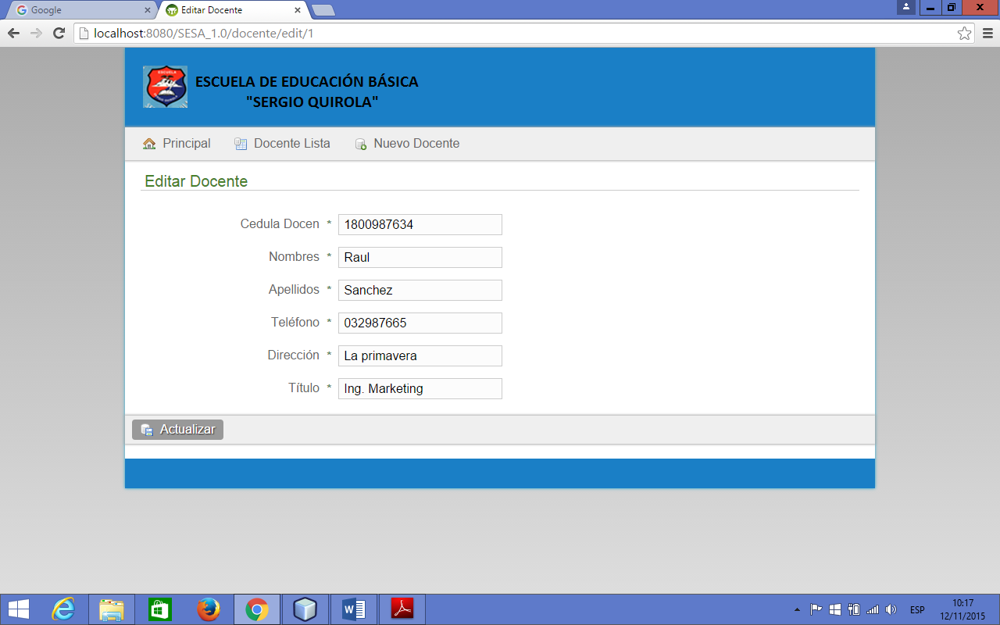 Google
Editar Docente
localhost:8080/SESA_1.0/docente/edit/1
ESCUELA
ESCUELA DE EDUCACIÓN BÁSICA
"SERGIO QUIROLA"
Principal Docente Lista Nuevo Docente
Editar Docente
Cedula Docen * 1800987634
Nombres * Raul
Apellidos * Sanchez
Teléfono * 032987665
Dirección * La primavera
Título * Ing. Marketing
Actualizar
ESP
10:17
12/11/2015